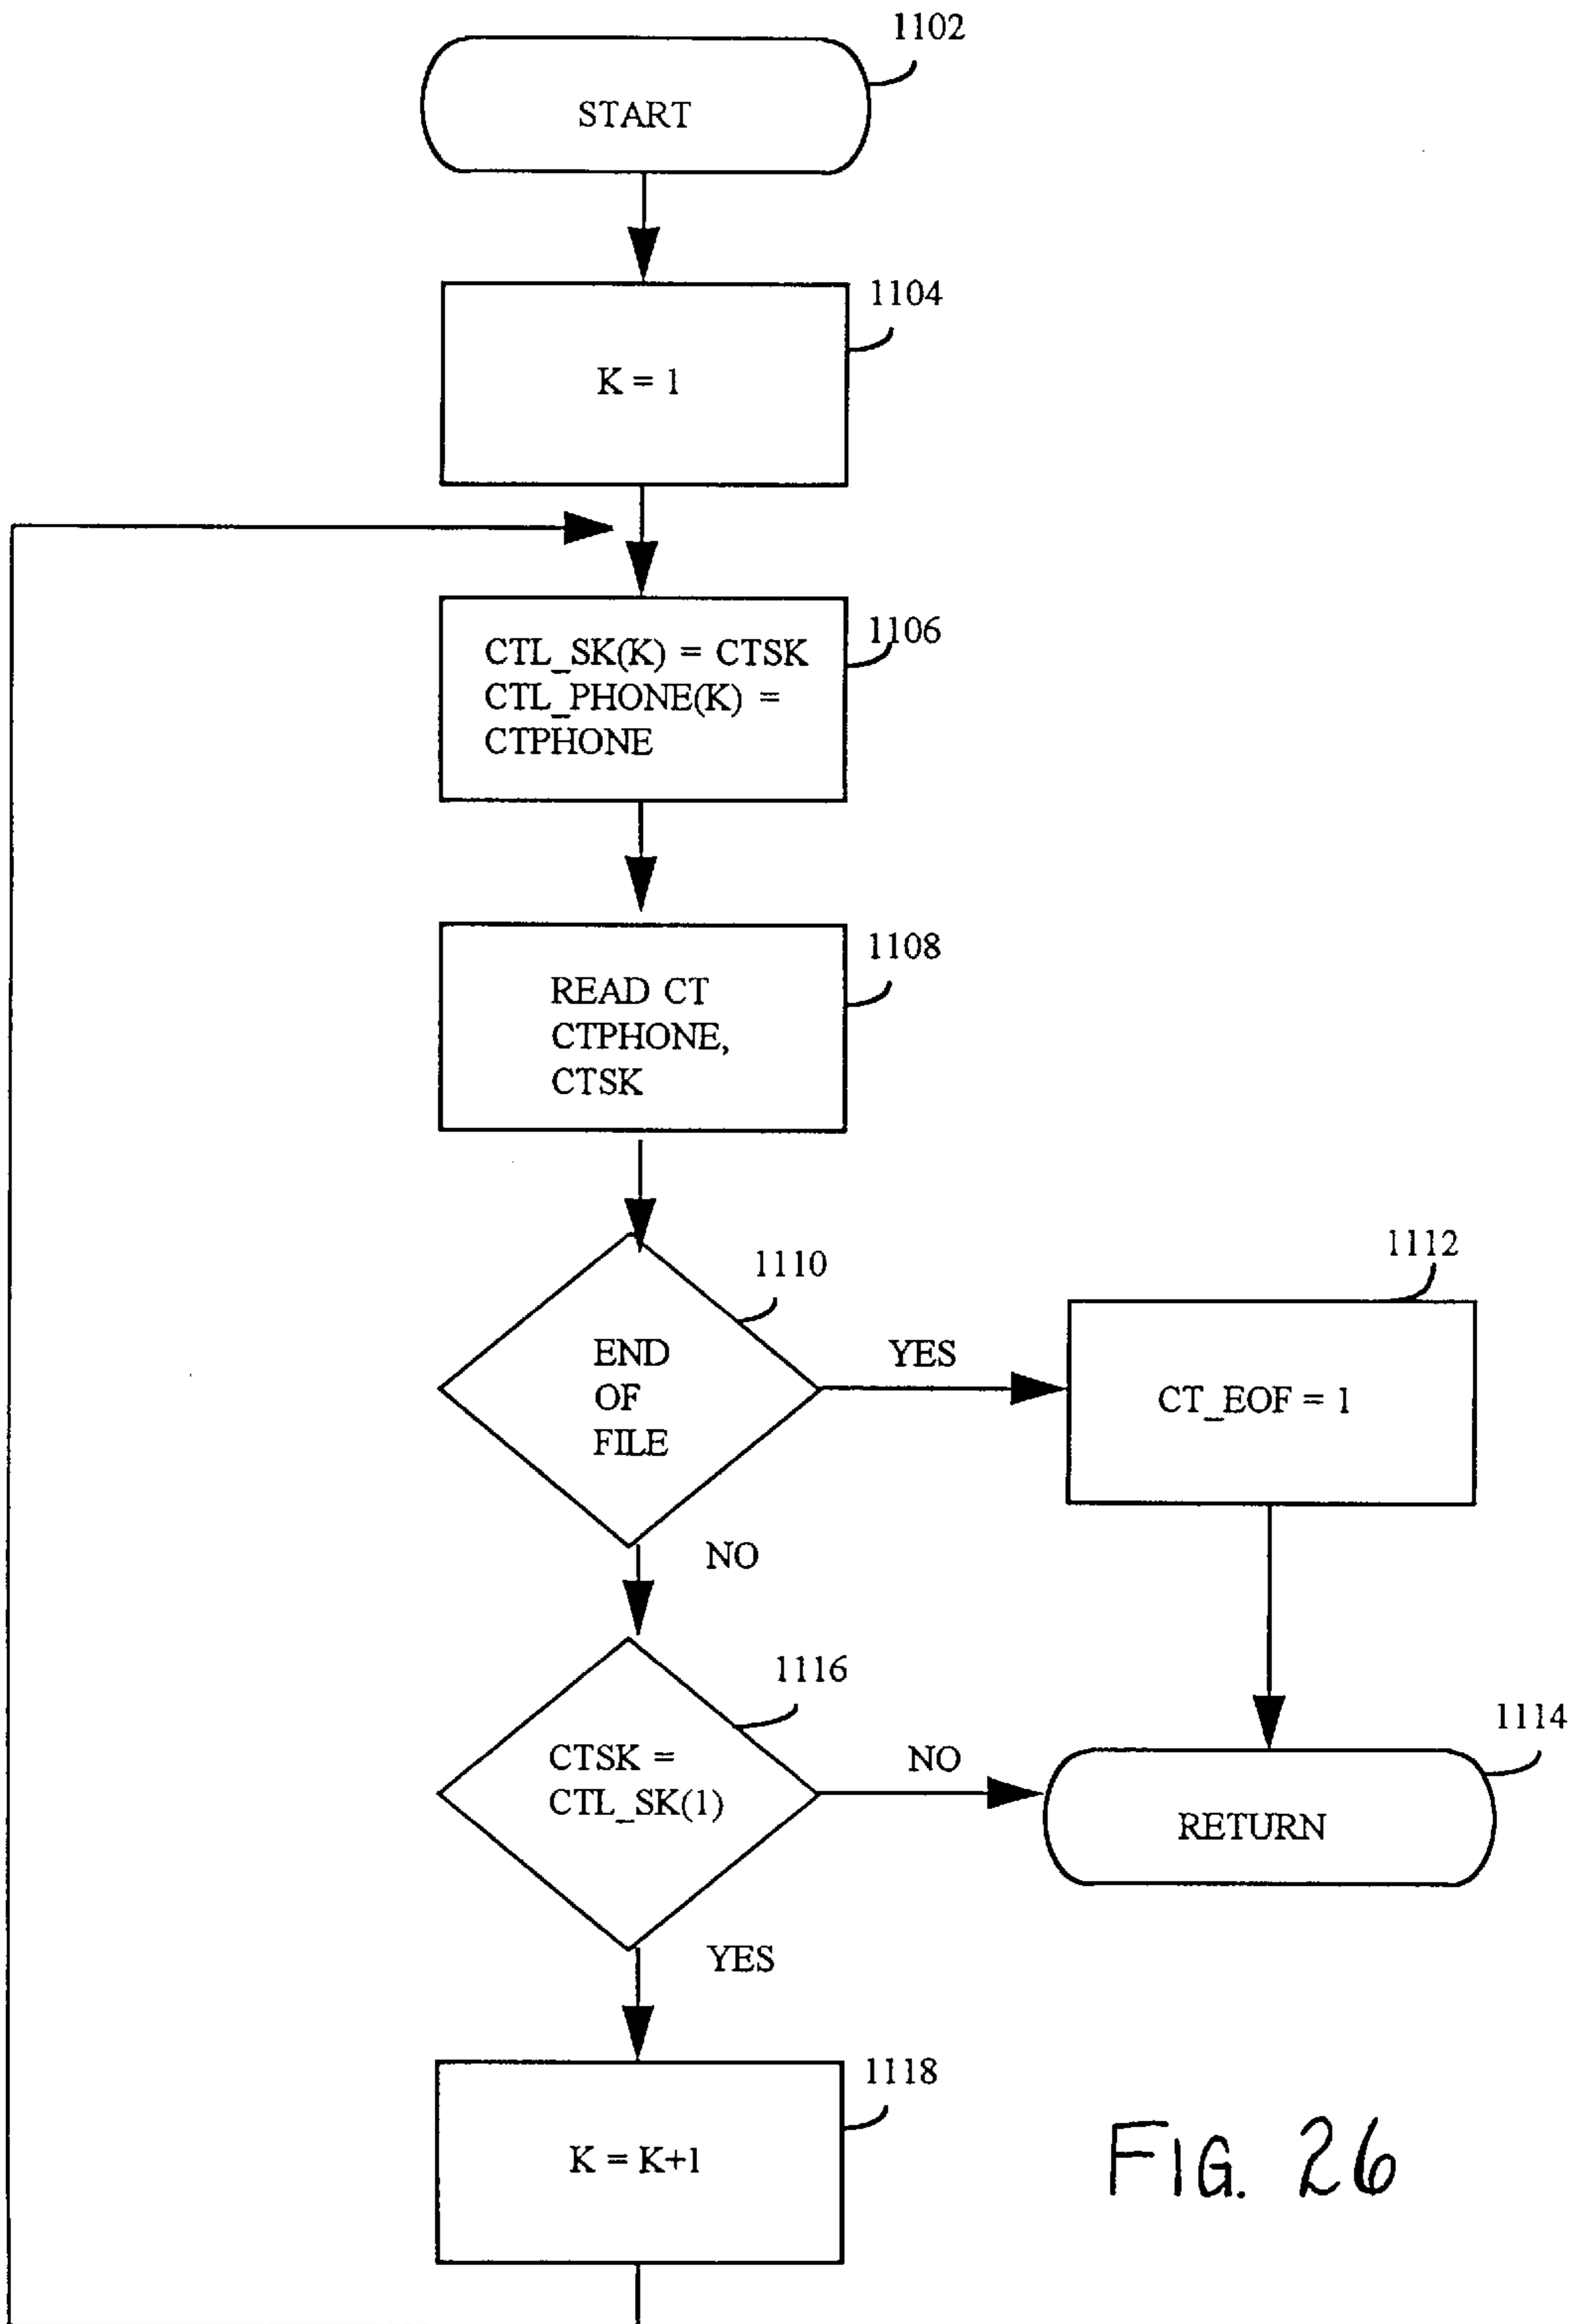 1102
START
1104
K = 1
1106
CTL_SK(K) = CTSK
CTL_PHONE(K) =
CTPHONE
1108
READ CT
CTPHONE,
CTSK
1110
END
OF
FILE
YES
1112
CT_EOF = 1
NO
1116
CTSK =
CTL_SK(1)
NO
1114
RETURN
YES
1118
K = K+1
FIG. 26